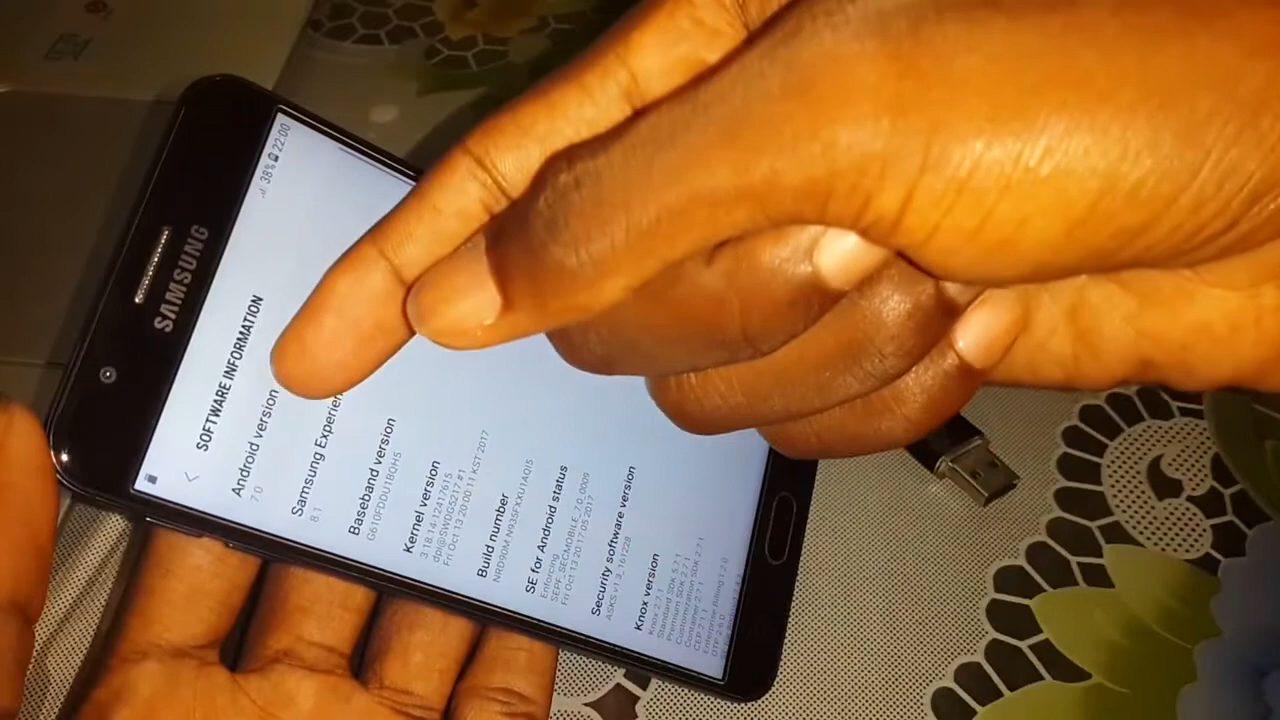 SAMSUNG
38% 22:00
SOFTWARE INFORMATION
Android version
7.0
Samsung Experien
8.1
Baseband version
G610FDDU1BQH5
Kernel version
3.18.14-12417615
dpi@SWDG5217 #1
Fri Oct 13 20:00:11 KST 2017
Build number
NRD90M.N935FXXU1AQI5
SE for Android status
Enforcing
SEPF_SECMOBILE_7.0_0009
Fri Oct 13 20:17:05 2017
Security software version
ASKS v1.3_161228
Knox version
Knox 2.7.1
Standard SDK 5.7.1
Premium SDK 2.7.1
Customization SDK 2.7.1
Container 2.7.1
CEP 2.1.1
Enterprise Billing 1.2.0
OTP 2.6.0